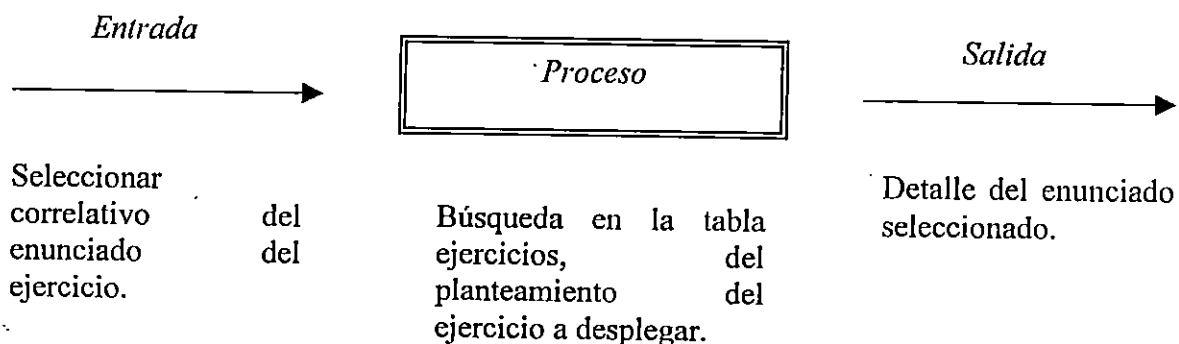 Entrada
Proceso
Salida
Seleccionar
correlativo del
enunciado del
ejercicio.
Búsqueda en la tabla
ejercicios, del
planteamiento del
ejercicio a desplegar.
Detalle del enunciado
seleccionado.